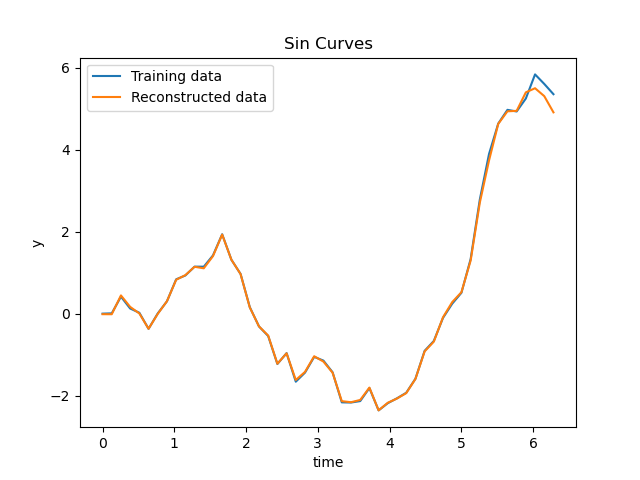 Sin Curves
Training data
Reconstructed data
6
4
2
0
−2
y
0 1 2 3 4 5 6
time